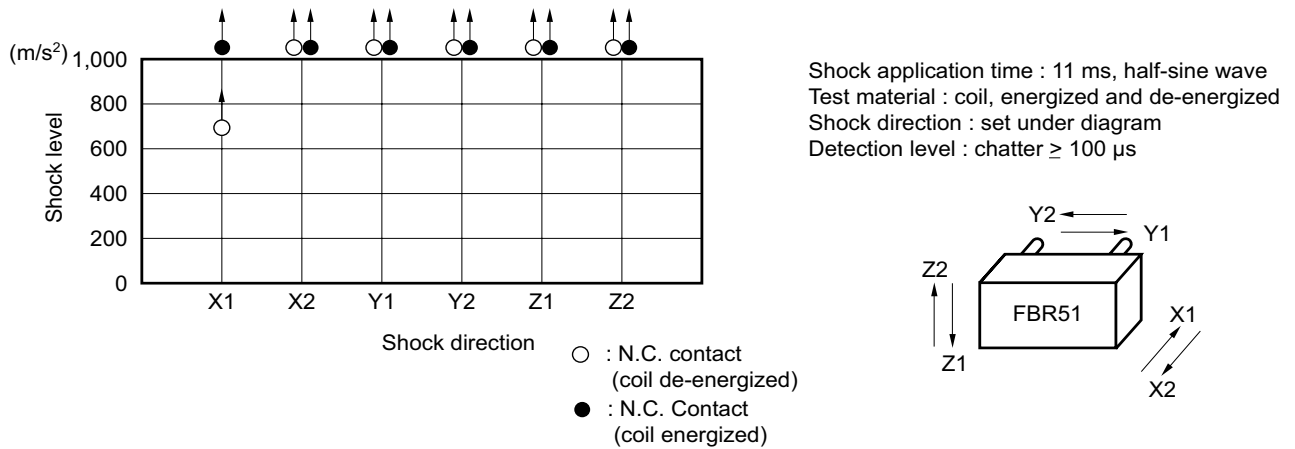 (m/s²)
1,000
800
600
400
200
0
Shock level
X1 X2 Y1 Y2 Z1 Z2
Shock direction
: N.C. contact
(coil de-energized)
: N.C. Contact
(coil energized)
Shock application time : 11 ms, half-sine wave
Test material : coil, energized and de-energized
Shock direction : set under diagram
Detection level : chatter ≥ 100 µs
Y2
Y1
Z2
FBR51
X1
Z1
X2